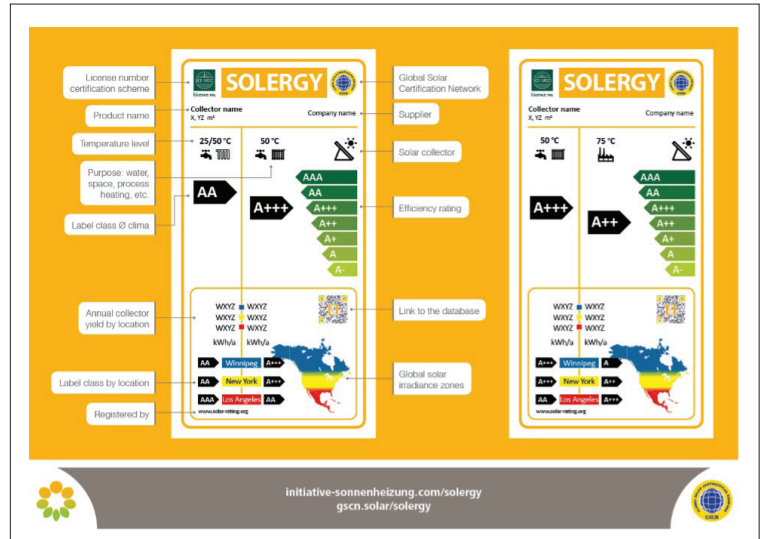 License number
certification scheme
Product name
Temperature level
Purpose: water,
space, process
heating, etc.
Label class Ø clima
Annual collector
yield by location
Label class by location
Registered by
Licence no.
SOLERGY
Collector name
X, YZ m²
Company name
25/50 °C
50 °C
AA
A+++
AAA
AA
A+++
A++
A+
A
A-
WXYZ WXYZ
WXYZ WXYZ
WXYZ WXYZ
kWh/a kWh/a
AA Winnipeg A+++
AA New York A+++
AAA Los Angeles AA
www.solar-rating.org
Global Solar
Certification Network
Supplier
Solar collector
Efficiency rating
Link to the database
Global solar
irradiance zones
Licence no.
SOLERGY
Collector name
X, YZ m²
Company name
50 °C
75 °C
A+++
A++
AAA
AA
A+++
A++
A+
A
A-
WXYZ WXYZ
WXYZ WXYZ
WXYZ WXYZ
kWh/a kWh/a
A+++ Winnipeg A
A+++ New York A++
AA Los Angeles A+++
www.solar-rating.org
initiative-sonnenheizung.com/solergy
gscn.solar/solergy
GSCN